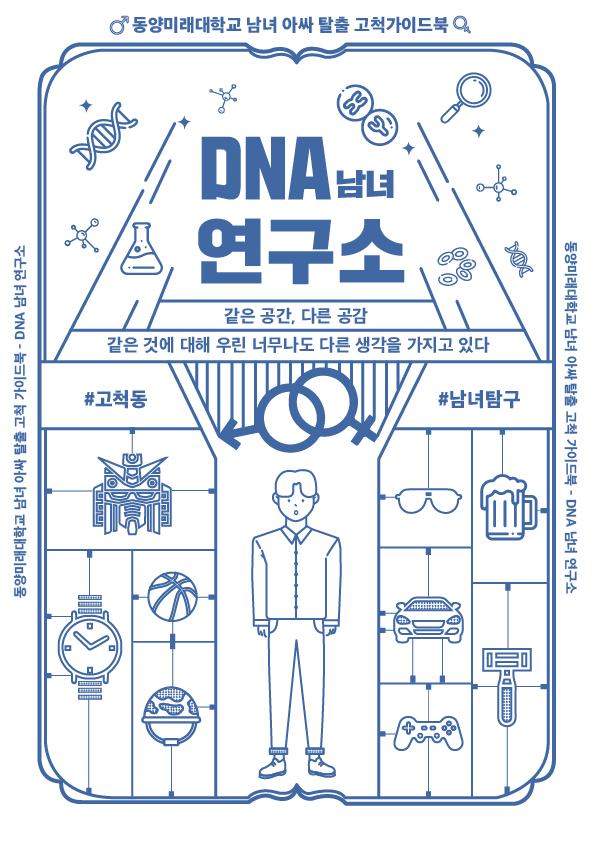 동양미래대학교 남녀 아싸 탈출 고척가이드북
DNA 남녀
연구소
같은 공간, 다른 공감
같은 것에 대해 우린 너무나도 다른 생각을 가지고 있다
#고척동
#남녀탐구
동양미래대학교 남녀 아싸 탈출 고척 가이드북 - DNA 남녀 연구소
동양미래대학교 남녀 아싸 탈출 고척 가이드북 - DNA 남녀 연구소